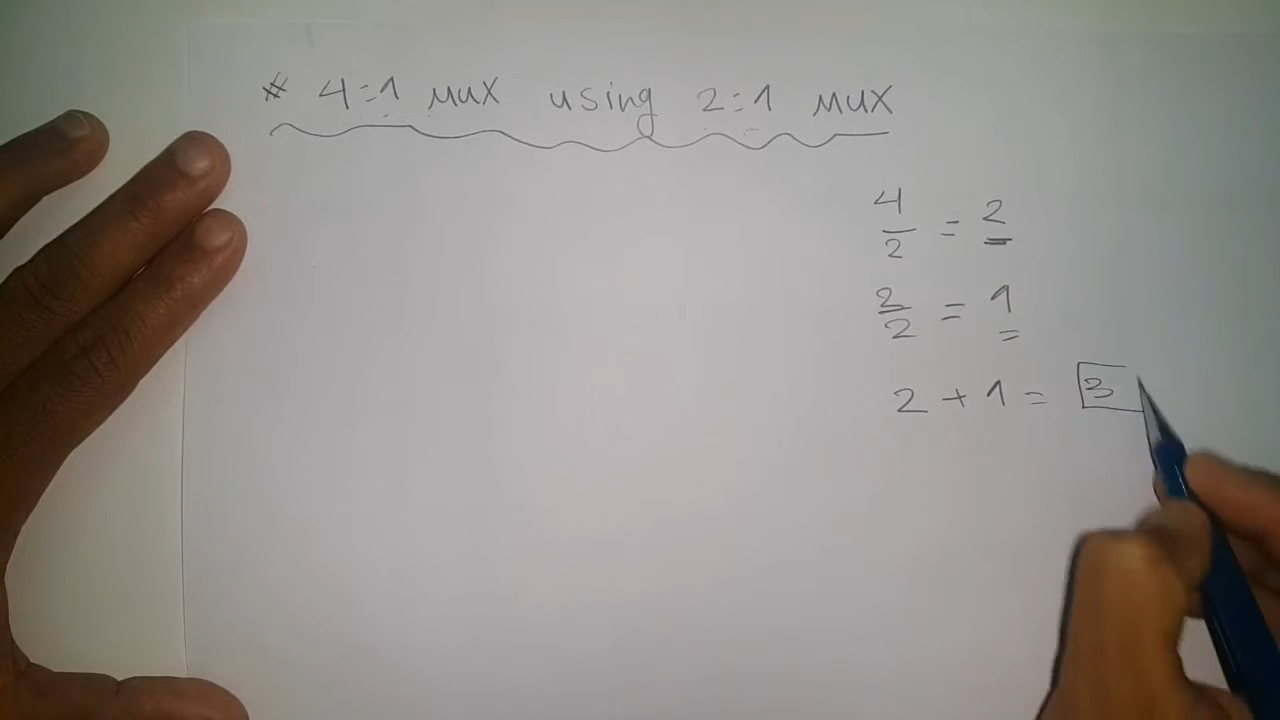 # 4:1 MUX using 2:1 MUX
4/2 = 2
2/2 = 1
2 + 1 = 3